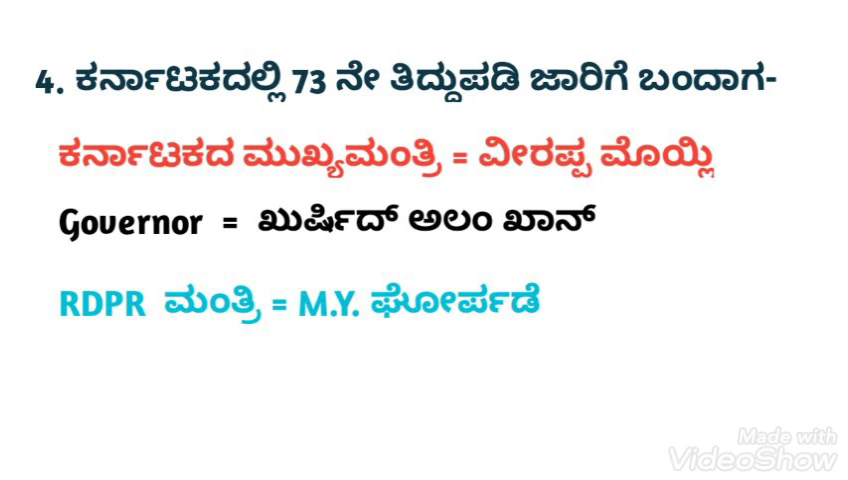 4. ಕರ್ನಾಟಕದಲ್ಲಿ 73 ನೇ ತಿದ್ದುಪಡಿ ಜಾರಿಗೆ ಬಂದಾಗ-
ಕರ್ನಾಟಕದ ಮುಖ್ಯಮಂತ್ರಿ = ವೀರಪ್ಪ ಮೊಯ್ಲಿ
Governor = ಖುರ್ಷಿದ್ ಅಲಂ ಖಾನ್
RDPR ಮಂತ್ರಿ = M.Y. ಘೋರ್ಪಡೆ
Made with
VideoShow